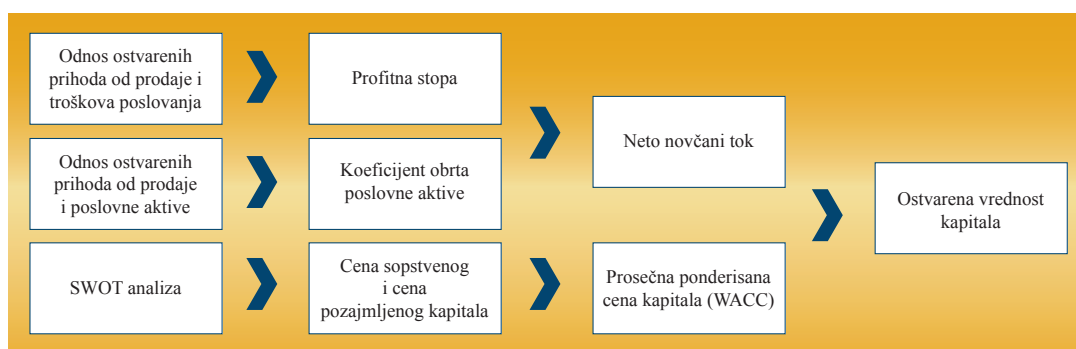 Odnos ostvarenih
prihoda od prodaje i
troškova poslovanja
Profitna stopa
Neto novčani tok
Odnos ostvarenih
prihoda od prodaje
i poslovne aktive
Koeficijent obrta
poslovne aktive
Ostvarena vrednost
kapitala
SWOT analiza
Cena sopstvenog
i cena
pozajmljenog kapitala
Prosečna ponderisana
cena kapitala (WACC)